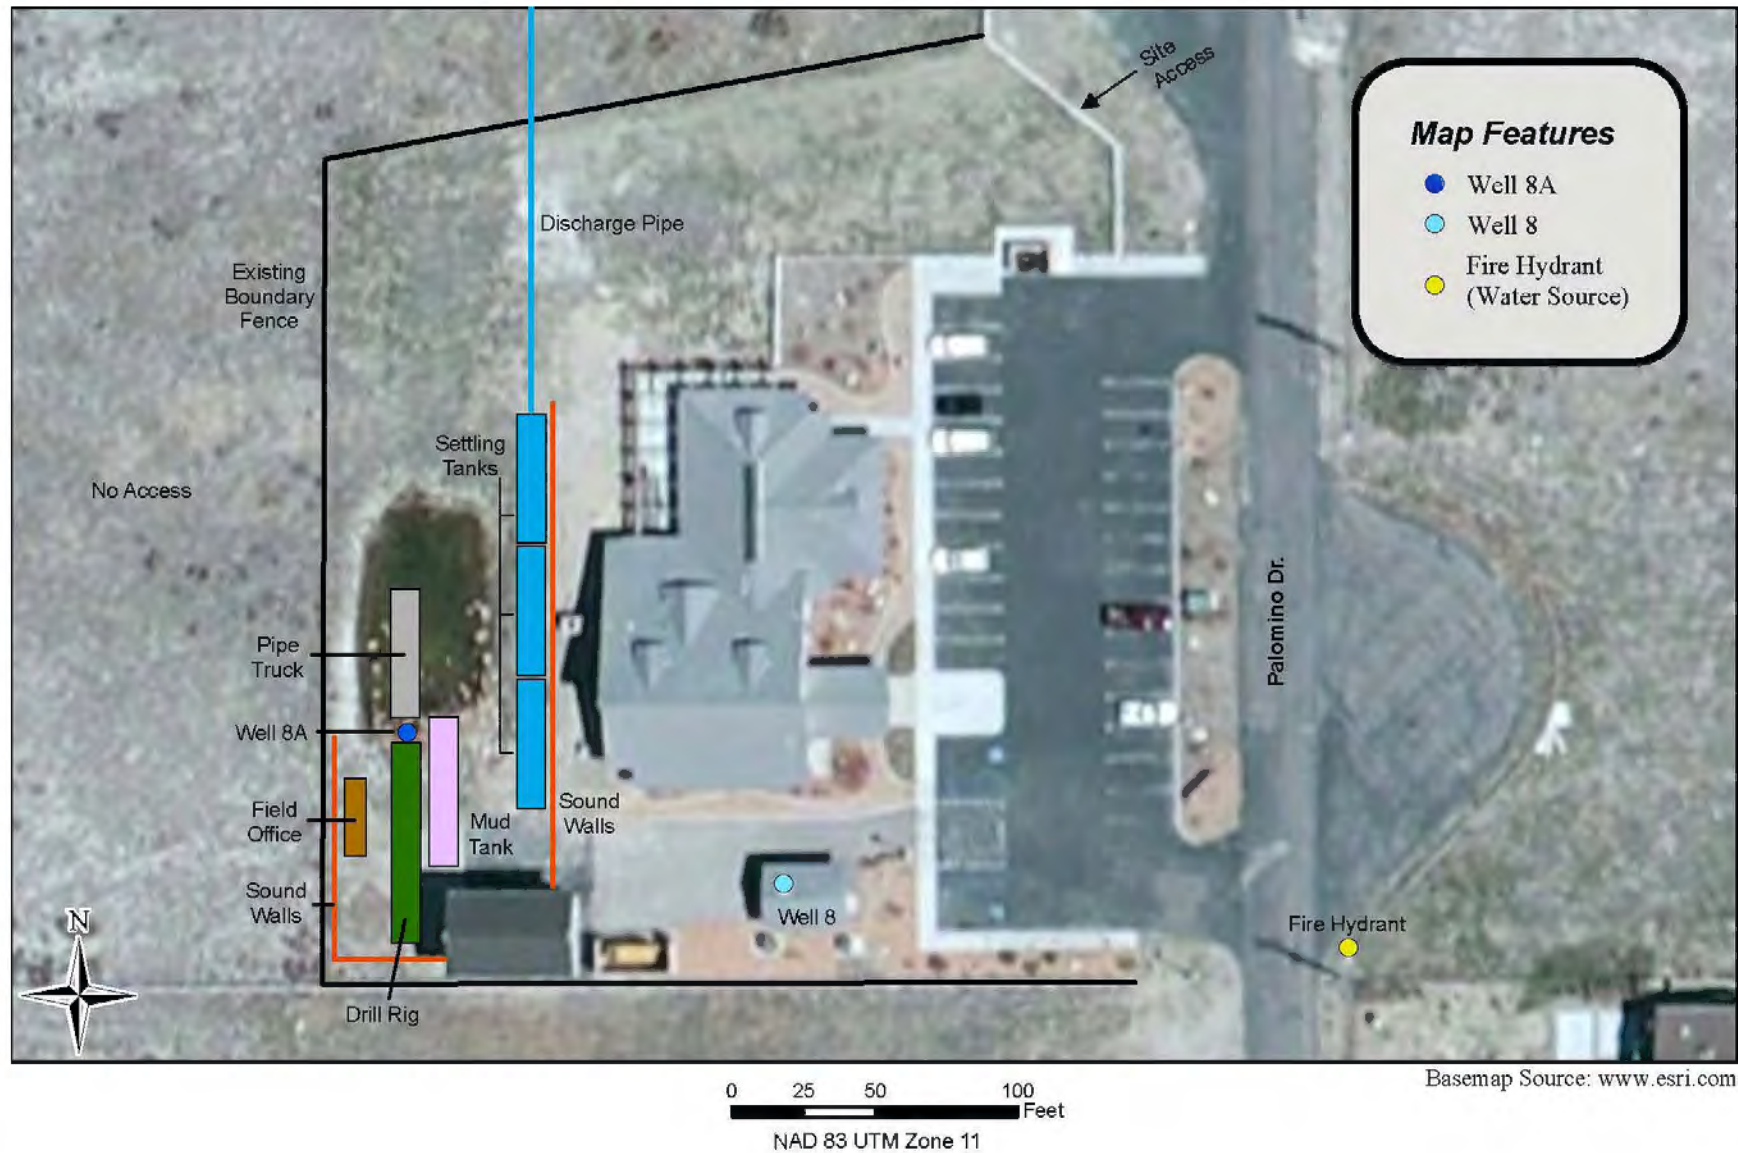 Site
Access
Map Features
Well 8A
Well 8
Fire Hydrant
(Water Source)
Discharge Pipe
Existing
Boundary
Fence
Settling
Tanks
No Access
Palomino Dr.
Pipe
Truck
Well 8A
Field
Office
Mud
Tank
Sound
Walls
Sound
Walls
Well 8
Fire Hydrant
N
Drill Rig
Basemap Source: www.esri.com
0 25 50 100
Feet
NAD 83 UTM Zone 11